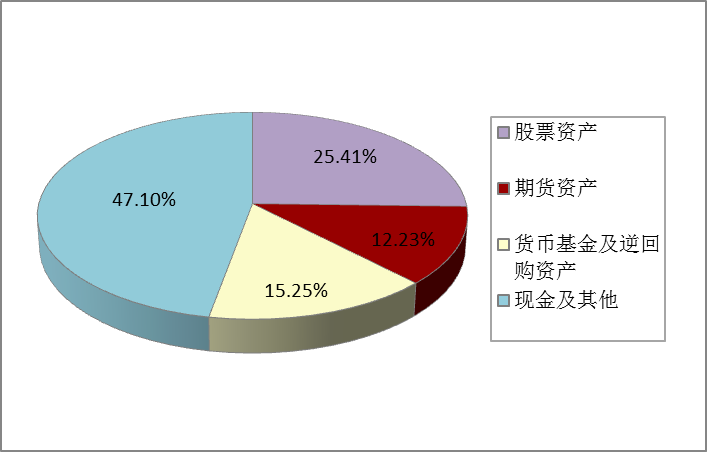 25.41%
47.10%
12.23%
15.25%
股票资产
期货资产
货币基金及逆回
购资产
现金及其他